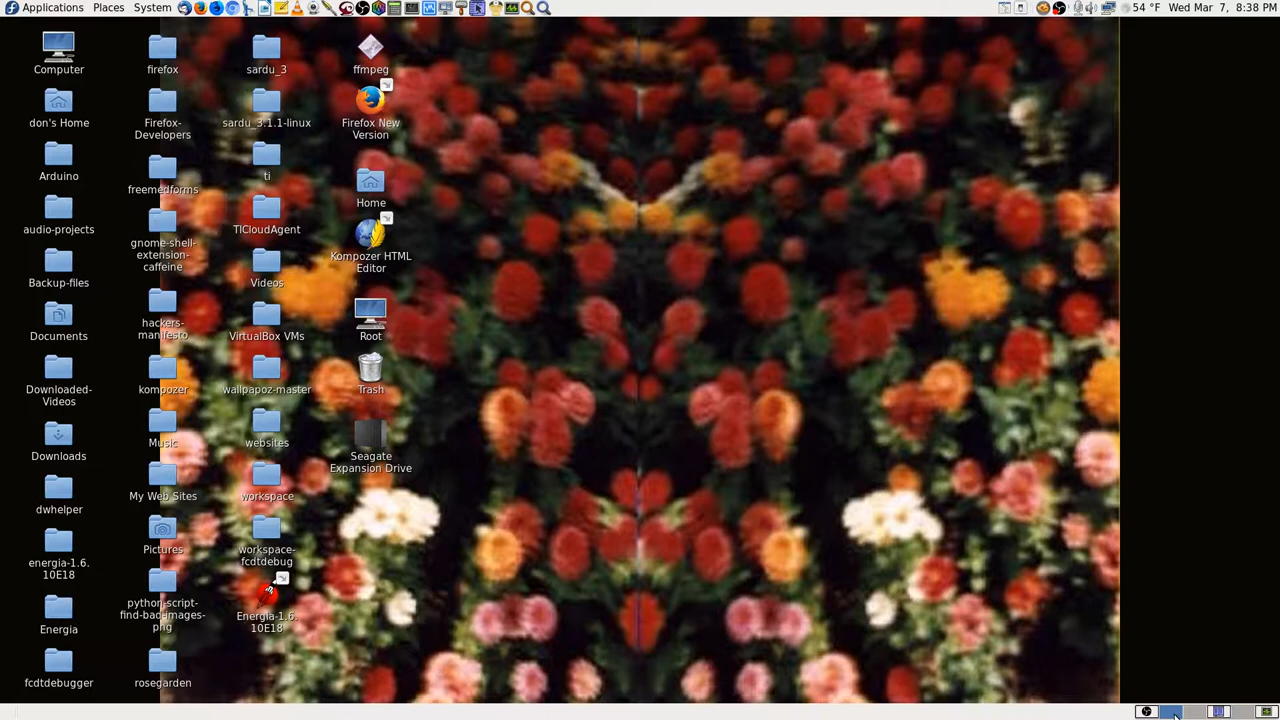 Applications Places System
54 °F Wed Mar 7, 8:38 PM
Computer
don's Home
Arduino
audio-projects
Backup-files
Documents
Downloaded-
Videos
Downloads
dwhelper
energia-1.6.
10E18
Energia
fcdtdebugger
firefox
Firefox-
Developers
freemedforms
gnome-shell-
extension-
caffeine
hackers-
manifesto
kompozer
Music
My Web Sites
Pictures
python-script-
find-bad-images-
png
rosegarden
sardu_3
sardu_3.1.1-linux
ti
TICloudAgent
Videos
VirtualBox VMs
wallpapoz-master
websites
workspace
workspace-
fcdtdebug
Energia-1.6.
10E18
ffmpeg
Firefox New
Version
Home
Kompozer HTML
Editor
Root
Trash
Seagate
Expansion Drive